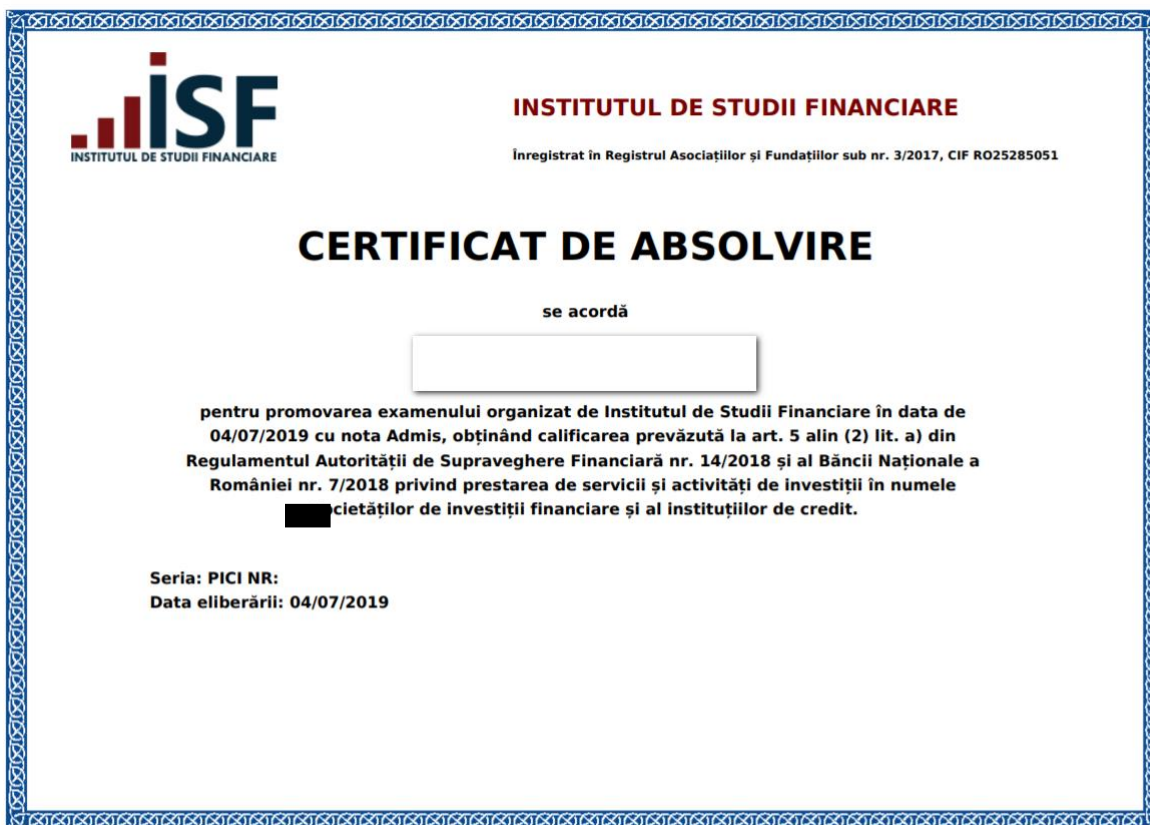 iSF
INSTITUTUL DE STUDII FINANCIARE
INSTITUTUL DE STUDII FINANCIARE
Înregistrat în Registrul Asociațiilor și Fundațiilor sub nr. 3/2017, CIF RO25285051
CERTIFICAT DE ABSOLVIRE
se acordă
pentru promovarea examenului organizat de Institutul de Studii Financiare în data de
04/07/2019 cu nota Admis, obținând calificarea prevăzută la art. 5 alin (2) lit. a) din
Regulamentul Autorității de Supraveghere Financiară nr. 14/2018 și al Băncii Naționale a
României nr. 7/2018 privind prestarea de servicii și activități de investiții în numele
cietăților de investiții financiare și al instituțiilor de credit.
Seria: PICI NR:
Data eliberării: 04/07/2019